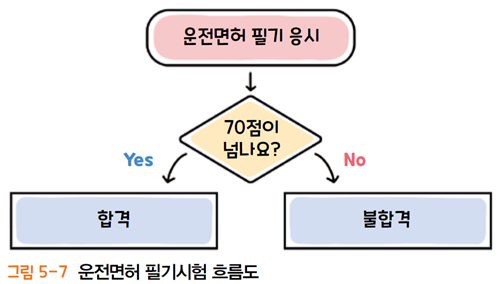 운전면허 필기 응시
70점이
넘나요?
Yes
No
합격
불합격
그림 5-7 운전면허 필기시험 흐름도